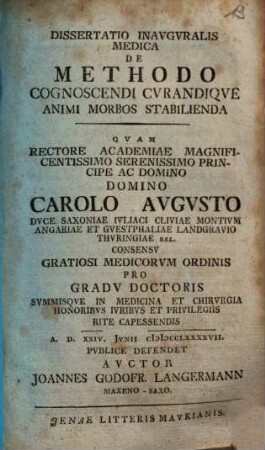 DISSERTATIO INAVGVRALIS
MEDICA
DE
METHODO
COGNOSCENDI CVRANDIQVE
ANIMI MORBOS STABILIENDA
QVAM
RECTORE ACADEMIAE MAGNIFI-
CENTISSIMO SERENISSIMO PRIN-
CIPE AC DOMINO
DOMINO
CAROLO AVGVSTO
DVCE SAXONIAE IVLIACI CLIVIAE MONTIVM
ANGARIAE ET GVESTPHALIAE LANDGRAVIO
THVRINGIAE REL.
CONSENSV
GRATIOSI MEDICORVM ORDINIS
PRO
GRADV DOCTORIS
SVMMISQVE IN MEDICINA ET CHIRVRGIA
HONORIBVS IVRIBVS ET PRIVILEGIIS
RITE CAPESSENDIS
A. D. XXIV. JVNII CIƆIƆCCLXXXXVII.
PVBLICE DEFENDET
AVCTOR
JOANNES GODOFR. LANGERMANN
MAXENO-SAXO.
JENAE LITTERIS MAVKIANIS.